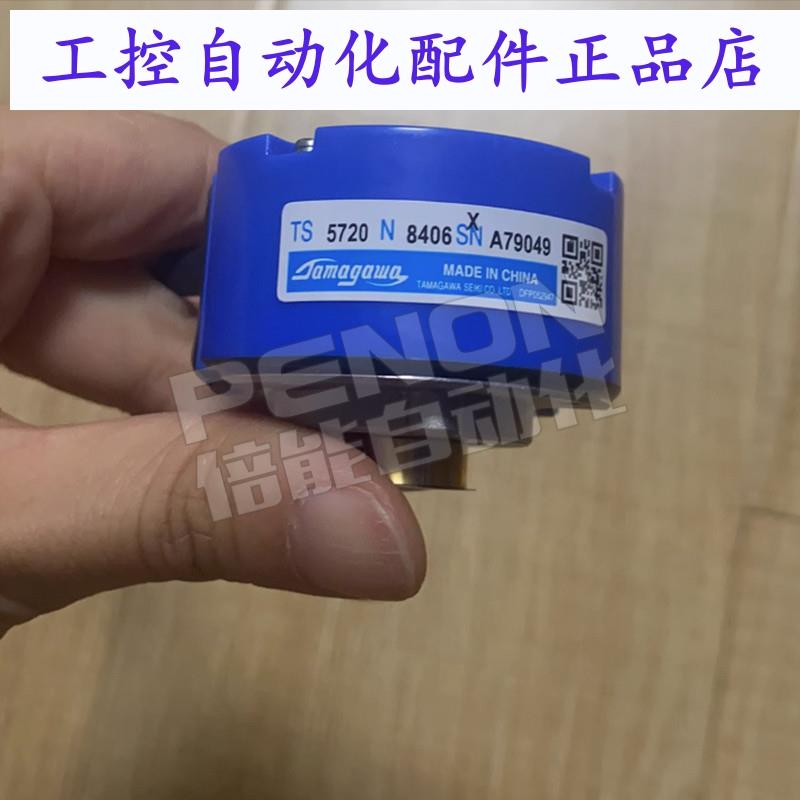 工控自动化配件正品店
X
TS 5720 N 8406 SN A79049
Tamagawa MADE IN CHINA
TAMAGAWA SEIKI CO.,LTD. DFP052947
PENON
倍能自动化